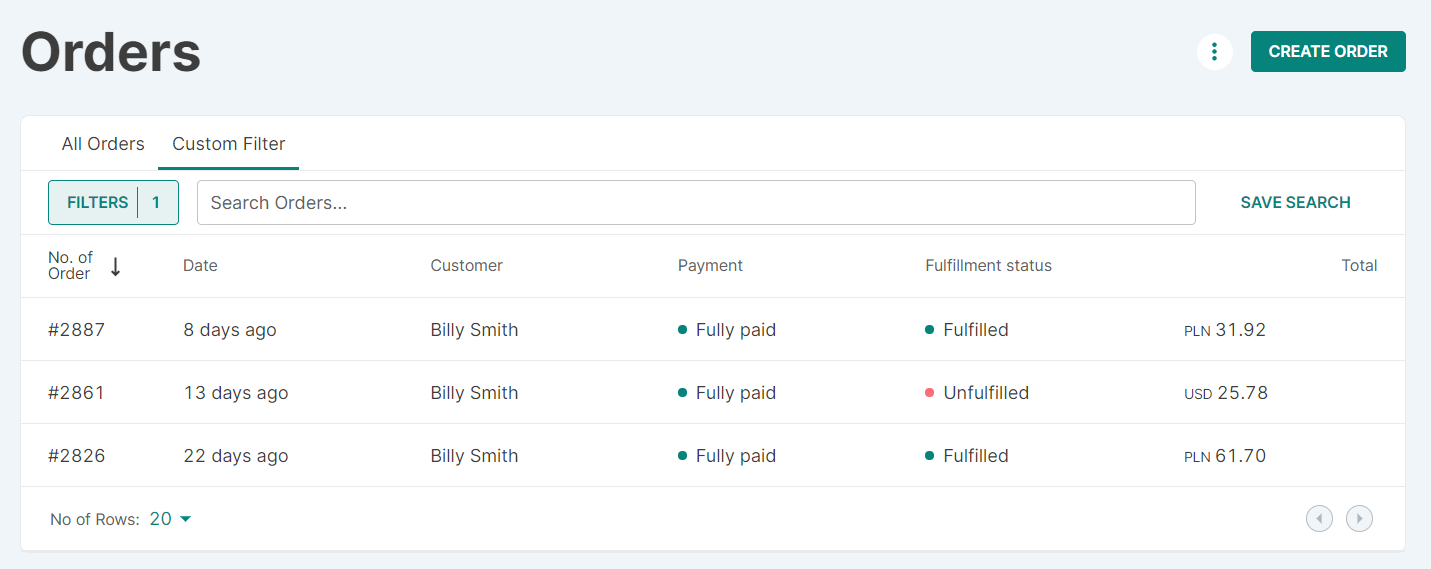 Orders
CREATE ORDER
All Orders Custom Filter
FILTERS 1 Search Orders... SAVE SEARCH
No. of
Order Date Customer Payment Fulfillment status Total
#2887 8 days ago Billy Smith Fully paid Fulfilled PLN 31.92
#2861 13 days ago Billy Smith Fully paid Unfulfilled USD 25.78
#2826 22 days ago Billy Smith Fully paid Fulfilled PLN 61.70
No of Rows: 20